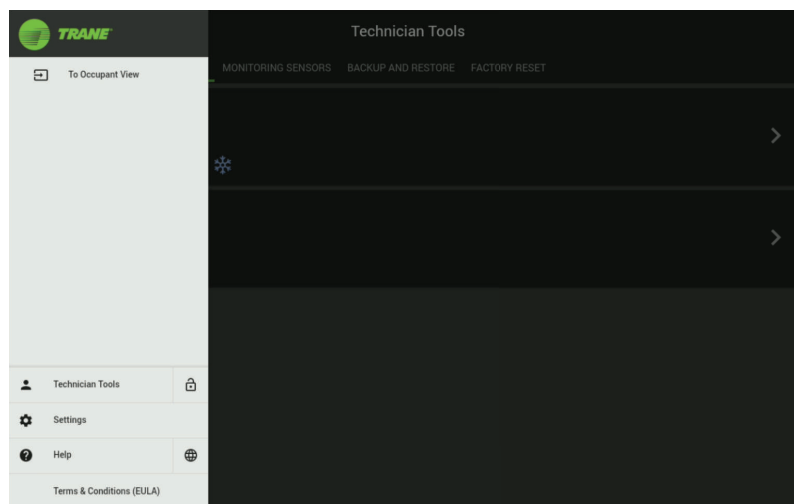 TRANE
Technician Tools
To Occupant View
MONITORING SENSORS BACKUP AND RESTORE FACTORY RESET
Technician Tools
Settings
Help
Terms & Conditions (EULA)